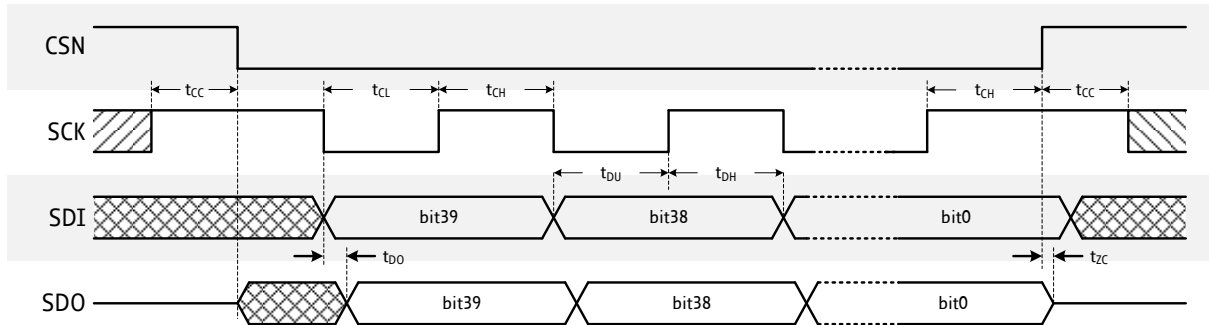 CSN
tCC tCL tCH tCH tCC
SCK
tDU tDH
SDI bit39 bit38 bit0
tDO tZC
SDO bit39 bit38 bit0